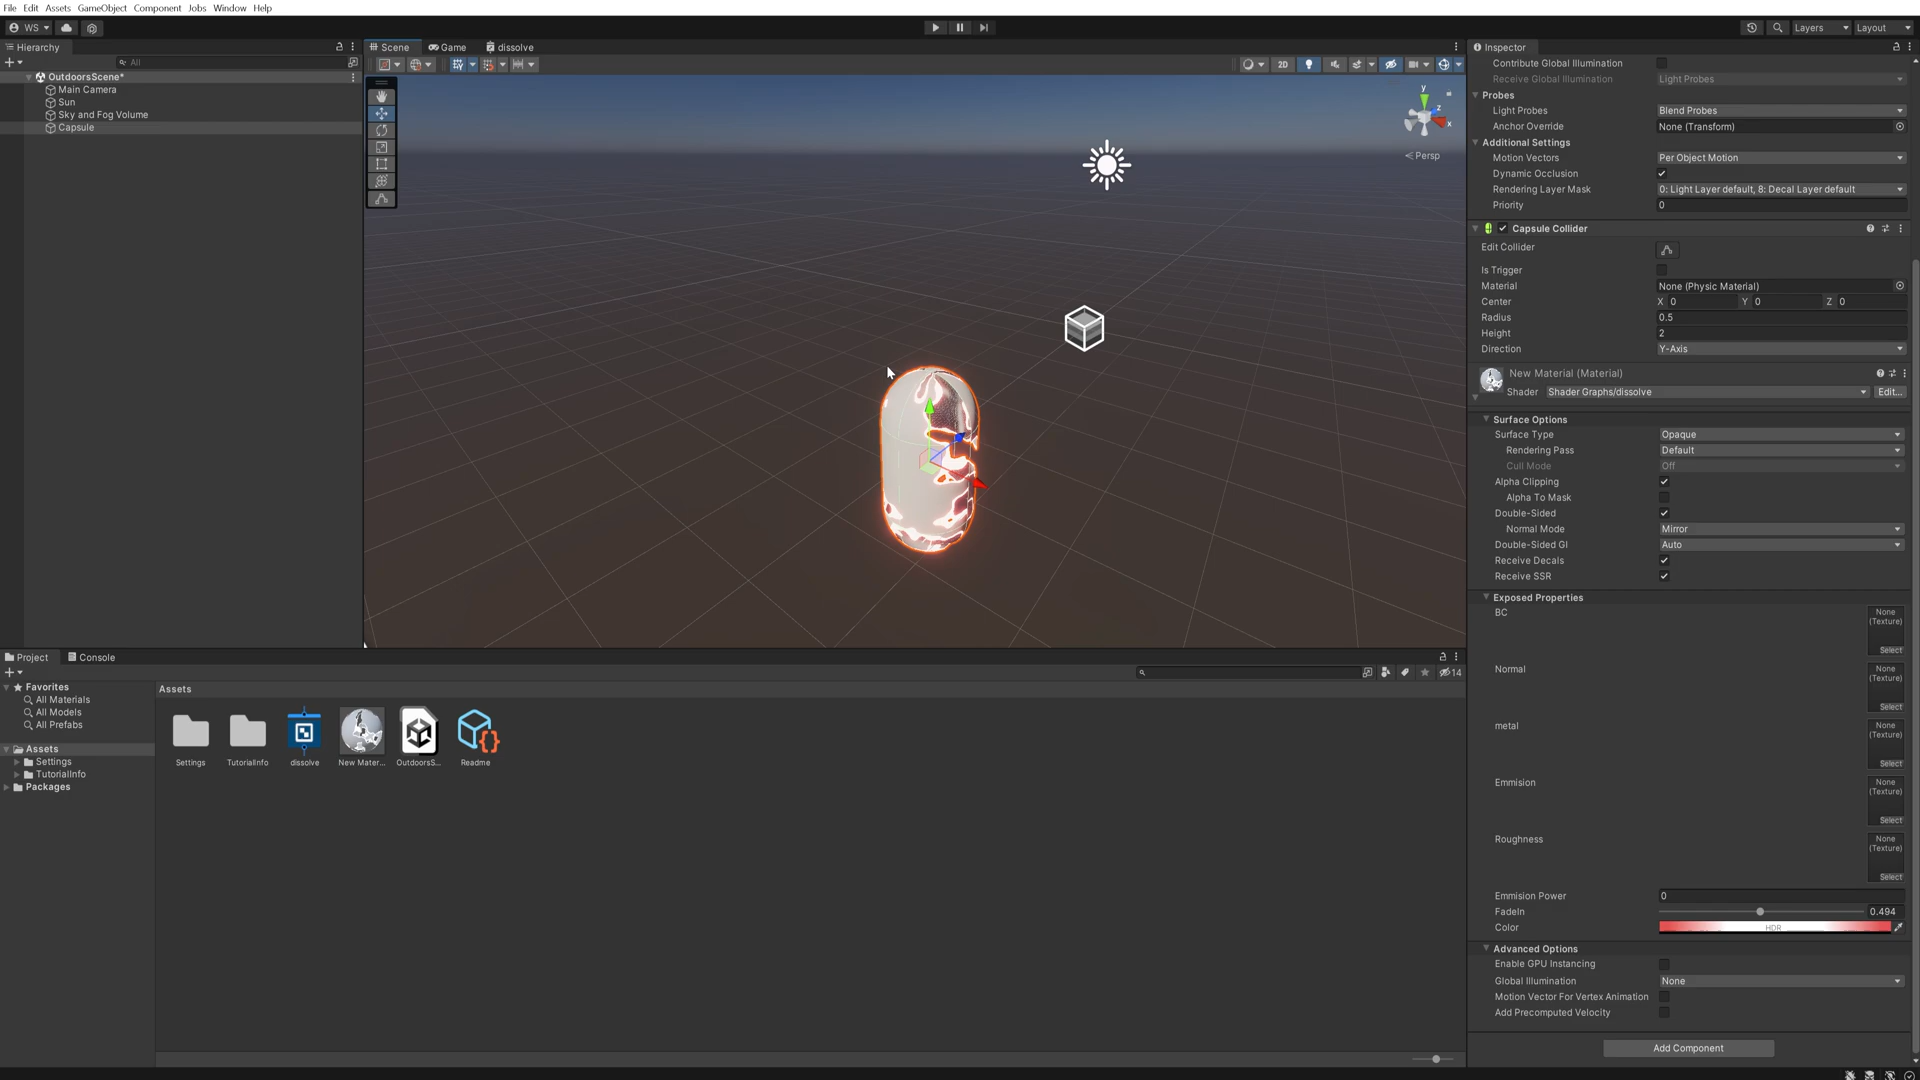 File Edit Assets GameObject Component Jobs Window Help
WS Layers Layout
Hierarchy
All
OutdoorsScene*
Main Camera
Sun
Sky and Fog Volume
Capsule
Scene Game dissolve
2D
y
z
x
Persp
Inspector
Contribute Global Illumination
Receive Global Illumination Light Probes
Probes
Light Probes Blend Probes
Anchor Override None (Transform)
Additional Settings
Motion Vectors Per Object Motion
Dynamic Occlusion
Rendering Layer Mask 0: Light Layer default, 8: Decal Layer default
Priority 0
Capsule Collider
Edit Collider
Is Trigger
Material None (Physic Material)
Center X 0 Y 0 Z 0
Radius 0.5
Height 2
Direction Y-Axis
New Material (Material)
Shader Shader Graphs/dissolve Edit...
Surface Options
Surface Type Opaque
Rendering Pass Default
Cull Mode Off
Alpha Clipping
Alpha To Mask
Double-Sided
Normal Mode Mirror
Double-Sided GI Auto
Receive Decals
Receive SSR
Exposed Properties
BC None (Texture) Select
Normal None (Texture) Select
metal None (Texture) Select
Emmision None (Texture) Select
Roughness None (Texture) Select
Emmision Power 0
FadeIn 0.494
Color HDR
Advanced Options
Enable GPU Instancing
Global Illumination None
Motion Vector For Vertex Animation
Add Precomputed Velocity
Add Component
Project Console
14
Favorites
All Materials
All Models
All Prefabs
Assets
Settings
TutorialInfo
Packages
Assets
Settings TutorialInfo dissolve New Mater... OutdoorsS... Readme